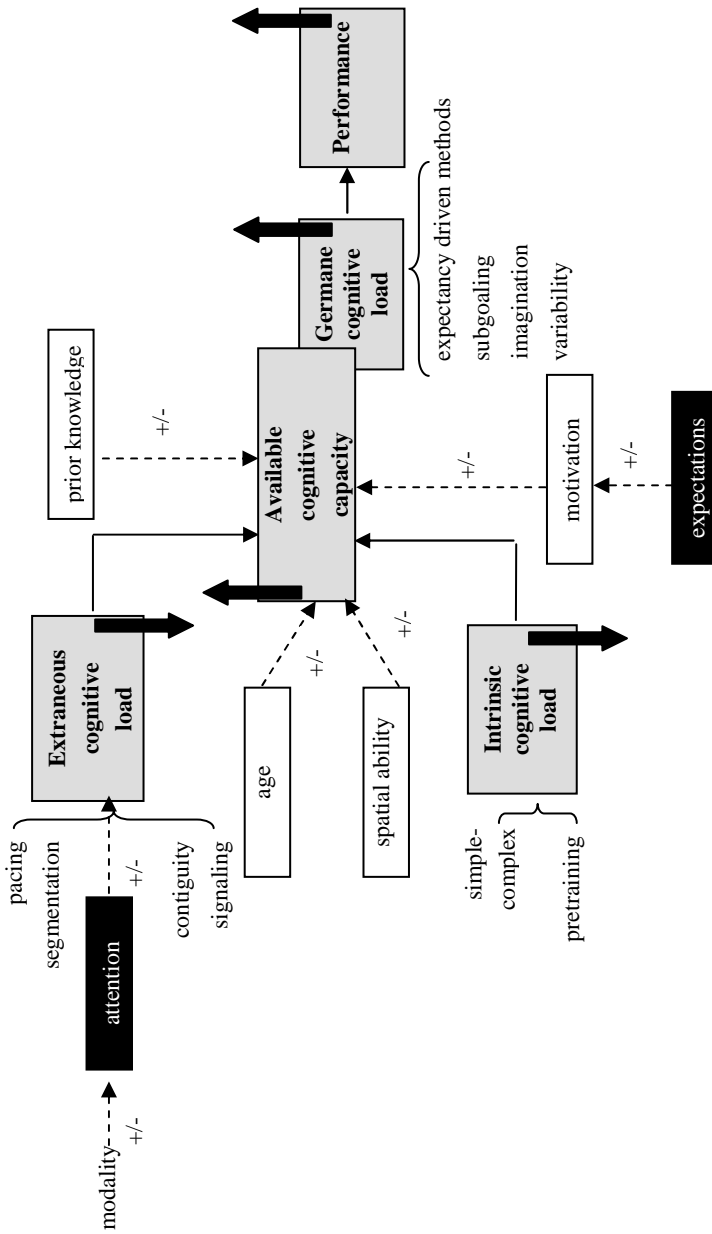 modality
+/-
attention
+/-
pacing
segmentation
contiguity
signaling
Extraneous
cognitive
load
age
+/-
spatial ability
+/-
simple-
complex
pretraining
Intrinsic
cognitive
load
prior knowledge
+/-
Available
cognitive
capacity
+/-
motivation
+/-
expectations
Germane
cognitive
load
expectancy driven methods
subgoaling
imagination
variability
Performance